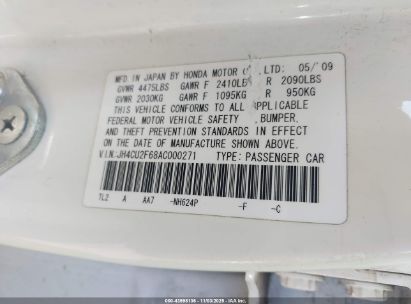 MFD. IN JAPAN BY HONDA MOTOR CO., LTD: 05/'09
GVWR 4475LBS GAWR F 2410LBS R 2090LBS
GVWR 2030KG GAWR F 1095KG R 950KG
THIS VEHICLE CONFORMS TO ALL APPLICABLE
FEDERAL MOTOR VEHICLE SAFETY, BUMPER,
AND THEFT PREVENTION STANDARDS IN EFFECT
ON THE DATE OF MANUFACTURE SHOWN ABOVE.
V.I.N:JH4CU2F68AC000271 TYPE: PASSENGER CAR
TL2 A AA7 -NH624P -F -C